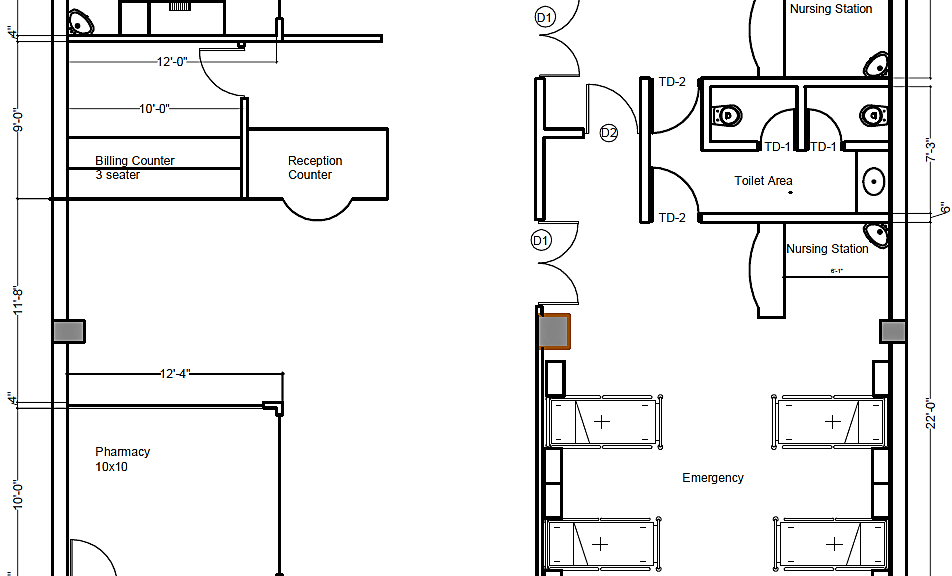 D1
Nursing Station
4"
12'-0"
TD-2
9'-0"
10'-0"
D2
TD-1
TD-1
7'-3"
Billing Counter
3 seater
Reception
Counter
Toilet Area
6"
TD-2
D1
Nursing Station
6'-1"
11'-8"
12'-4"
4"
22'-0"
Pharmacy
10x10
Emergency
10'-0"